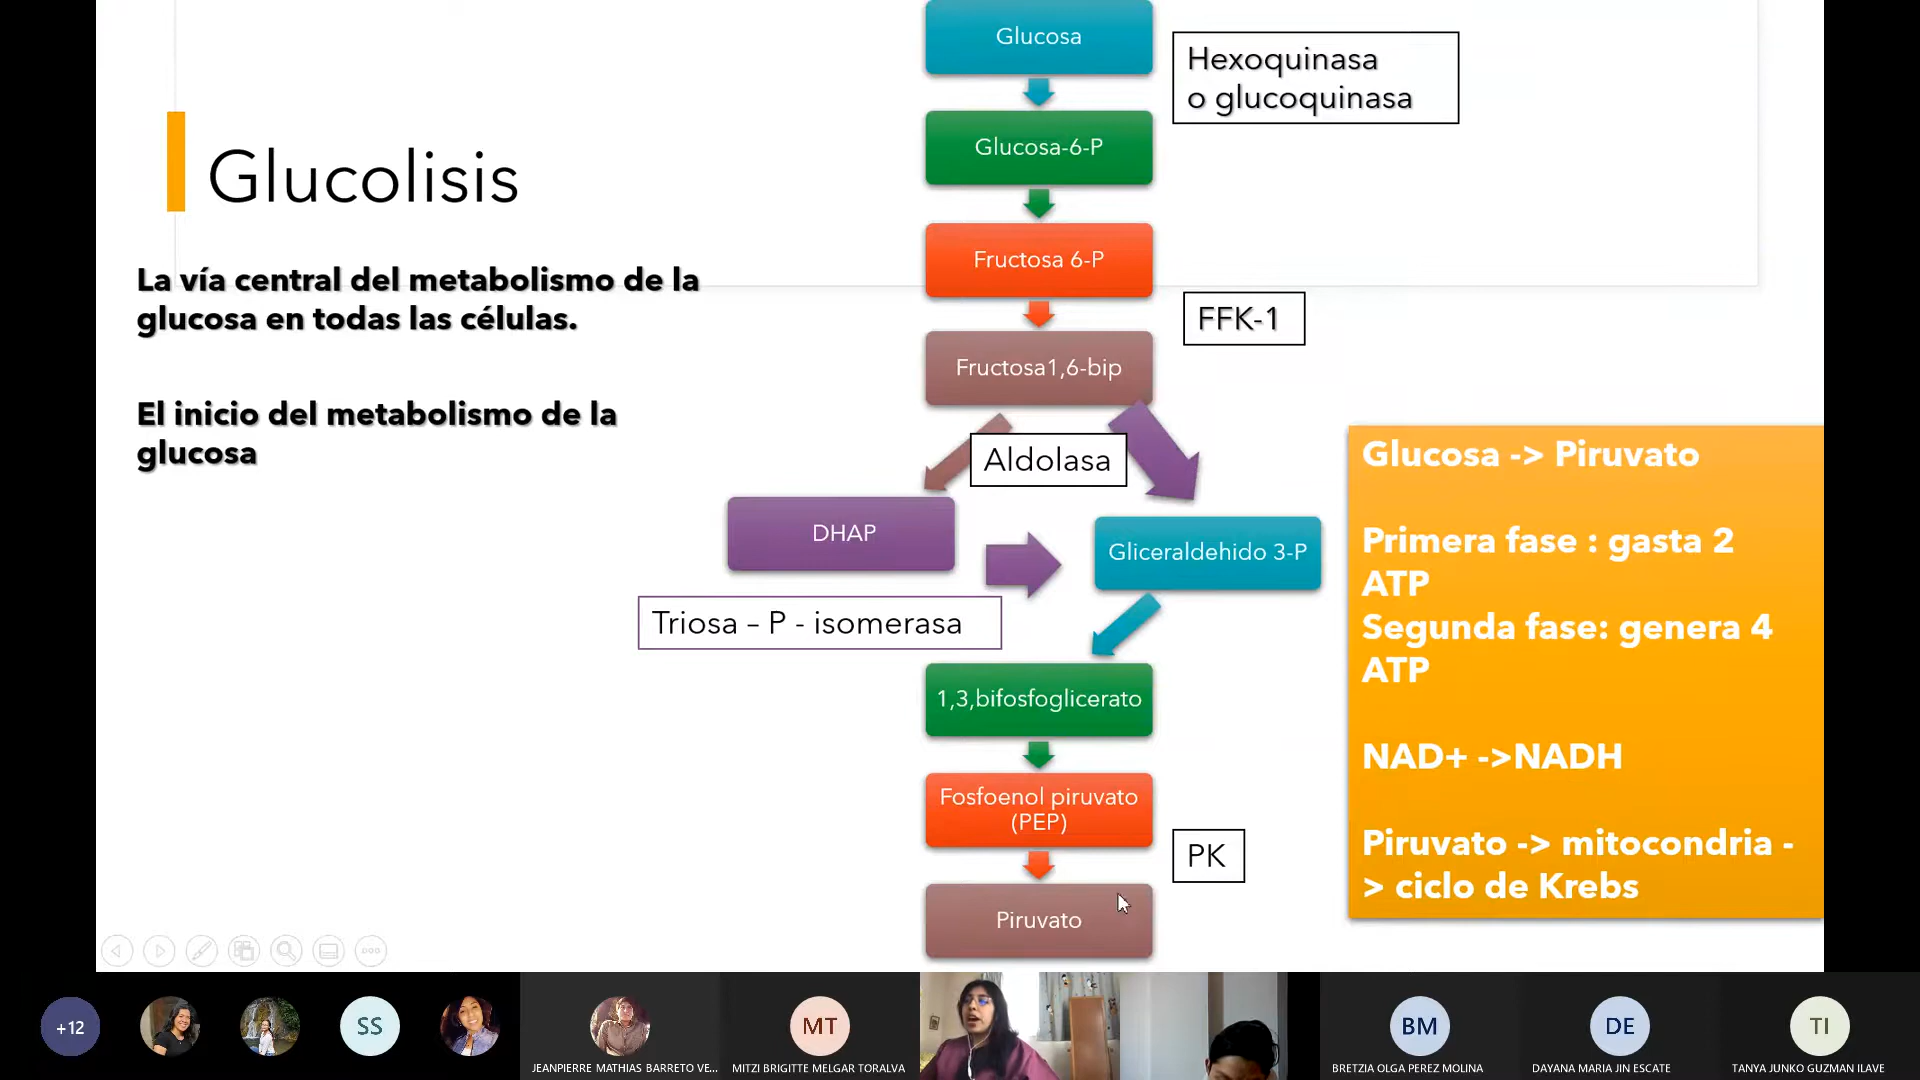 Glucolisis
La vía central del metabolismo de la
glucosa en todas las células.
El inicio del metabolismo de la
glucosa
Glucosa
Hexoquinasa
o glucoquinasa
Glucosa-6-P
Fructosa 6-P
FFK-1
Fructosa1,6-bip
Aldolasa
DHAP
Gliceraldehido 3-P
Triosa – P - isomerasa
1,3,bifosfoglicerato
Fosfoenol piruvato
(PEP)
PK
Piruvato
Glucosa -> Piruvato
Primera fase : gasta 2
ATP
Segunda fase: genera 4
ATP
NAD+ ->NADH
Piruvato -> mitocondria -
> ciclo de Krebs
+12
SS
JEANPIERRE MATHIAS BARRETO VE...
MT
MITZI BRIGITTE MELGAR TORALVA
BM
BRETZIA OLGA PEREZ MOLINA
DE
DAYANA MARIA JIN ESCATE
TI
TANYA JUNKO GUZMAN ILAVE